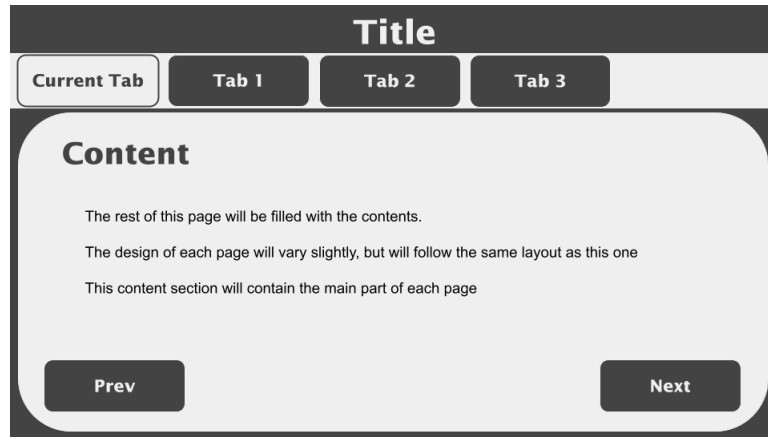 Title
Current Tab Tab 1 Tab 2 Tab 3
Content
The rest of this page will be filled with the contents.
The design of each page will vary slightly, but will follow the same layout as this one
This content section will contain the main part of each page
Prev Next